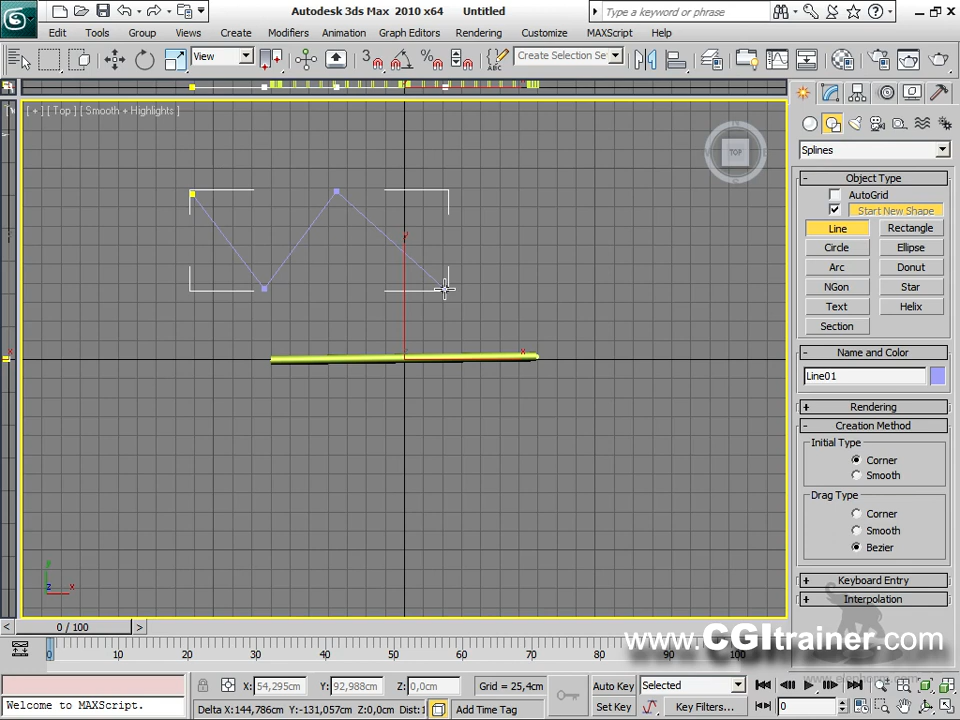 Autodesk 3ds Max 2010 x64 Untitled
Type a keyword or phrase
Edit Tools Group Views Create Modifiers Animation Graph Editors Rendering Customize MAXScript Help
View
Create Selection Se
[ + ] [ Top ] [ Smooth + Highlights ]
TOP
Splines
Object Type
AutoGrid
Start New Shape
Line Rectangle
Circle Ellipse
Arc Donut
NGon Star
Text Helix
Section
Name and Color
Line01
Rendering
Creation Method
Initial Type
Corner
Smooth
Drag Type
Corner
Smooth
Bezier
Keyboard Entry
Interpolation
y
x
x
y
z x
0 / 100
0 10 20 30 40 50 60 70 80 90 100
www.CGItrainer.com
X: 54,295cm Y: 92,988cm Z: 0,0cm Grid = 25,4cm
Auto Key Selected
Welcome to MAXScript.
Delta X:144,786cm Y:-131,057cm Z:0,0cm Dist:1
Add Time Tag
Set Key Key Filters... 0